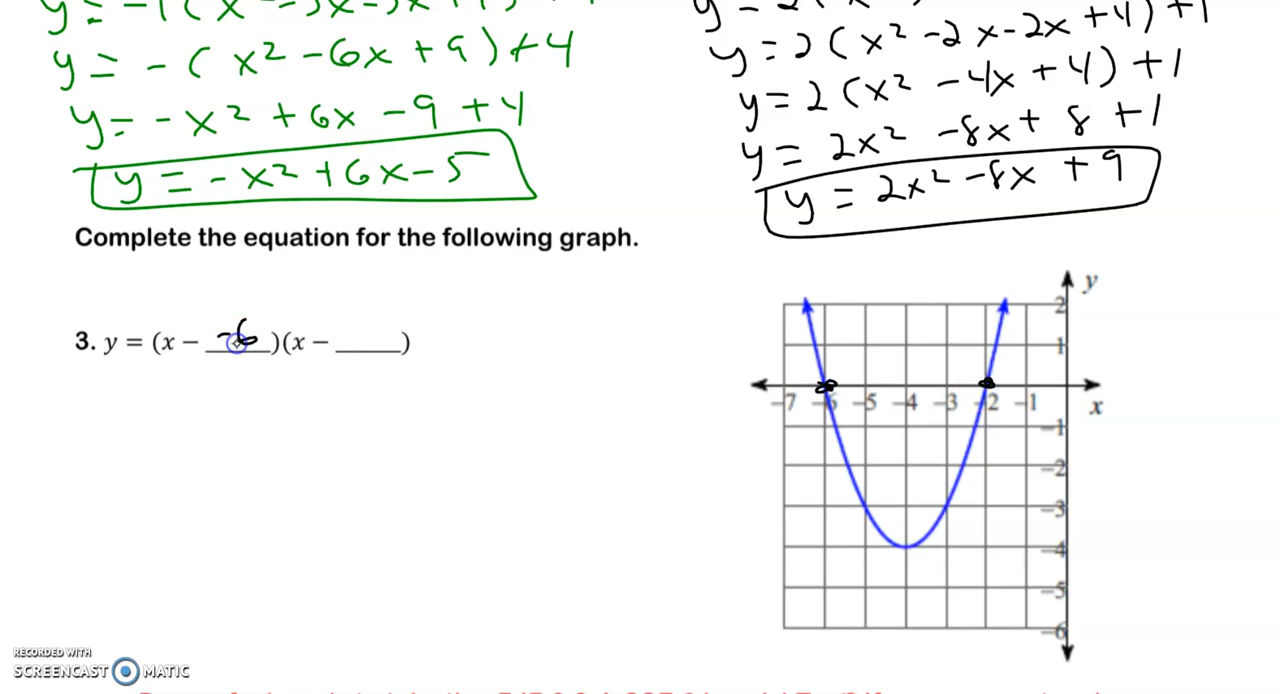 y = - ( x² - 6x + 9 ) + 4
y = - x² + 6x - 9 + 4
y = - x² + 6x - 5
y = 2 ( x² - 2x - 2x + 4 ) + 1
y = 2 ( x² - 4x + 4 ) + 1
y = 2x² - 8x + 8 + 1
y = 2x² - 8x + 9
Complete the equation for the following graph.
3. y = (x − -6)(x − _____)
y
2
1
-7 -6 -5 -4 -3 -2 -1
x
-1
-2
-3
-4
-5
-6
RECORDED WITH
SCREENCAST MATIC